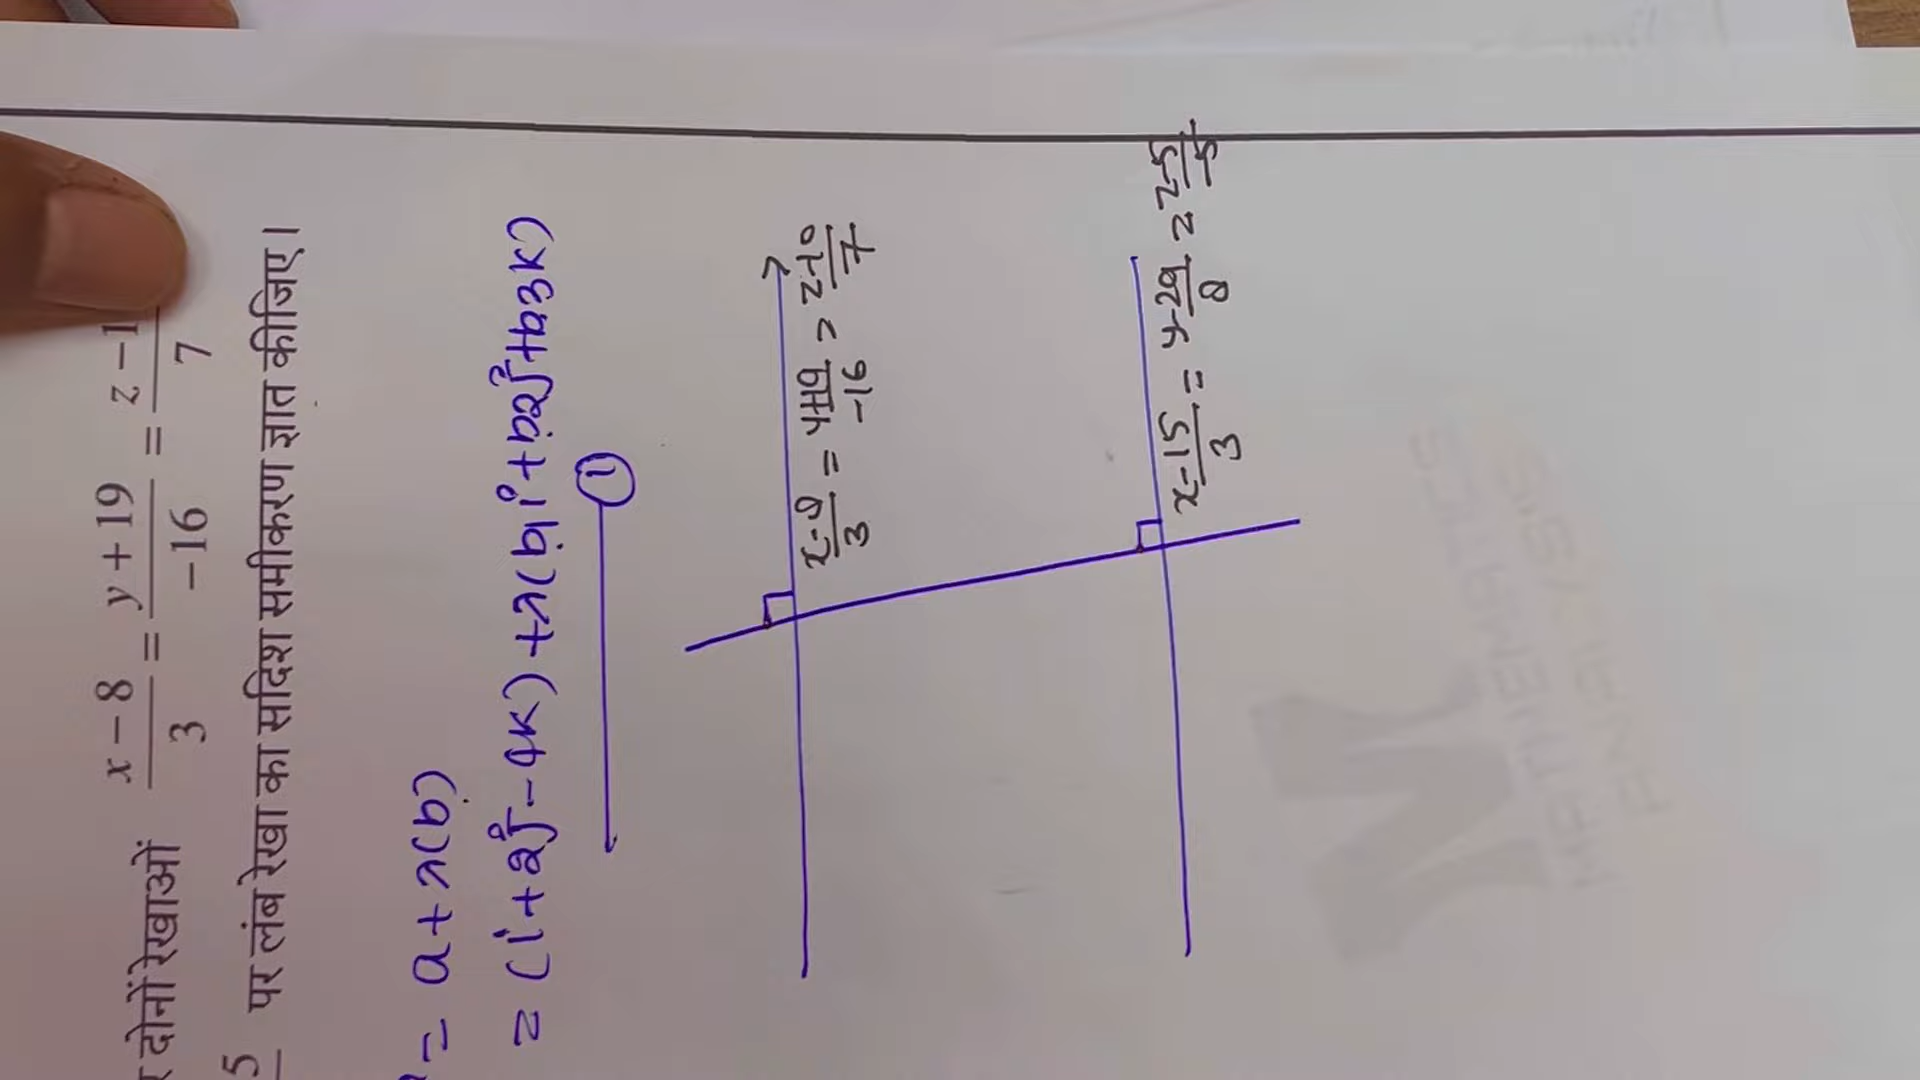 दोनों रेखाओं x – 8 / 3 = y + 19 / –16 = z – 1 / 7
5 पर लंब रेखा का सदिश समीकरण ज्ञात कीजिए।
= a + λ(b)
= (i + 2j – 4k) + λ(b1i + b2j + b3k)
①
x-8 / 3 = y+19 / -16 = z-10 / 7
x-15 / 3 = y-29 / 8 = z-5 / -5